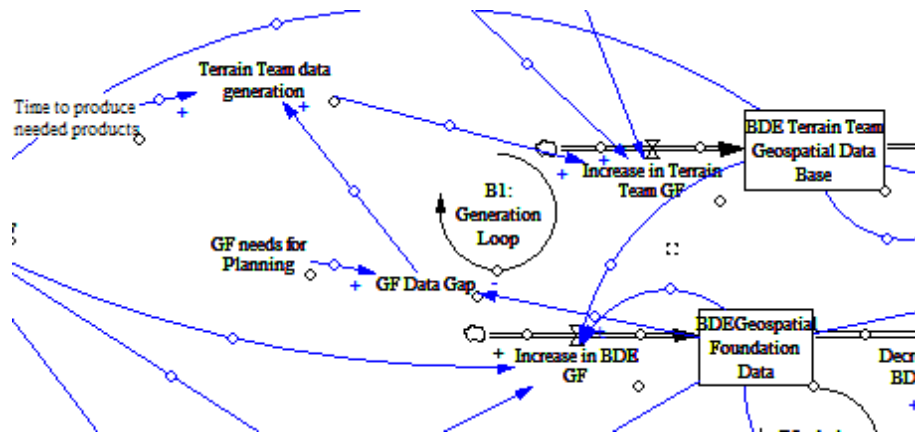 Terrain Team data
generation
+
Time to produce
needed products
+
BDE Terrain Team
Geospatial Data
Base
+
+
Increase in Terrain
Team GF
B1:
Generation
Loop
GF needs for
Planning
+
GF Data Gap
-
BDEGeospatial
Foundation
Data
+
+
Increase in BDE
GF
Decr
BD
+